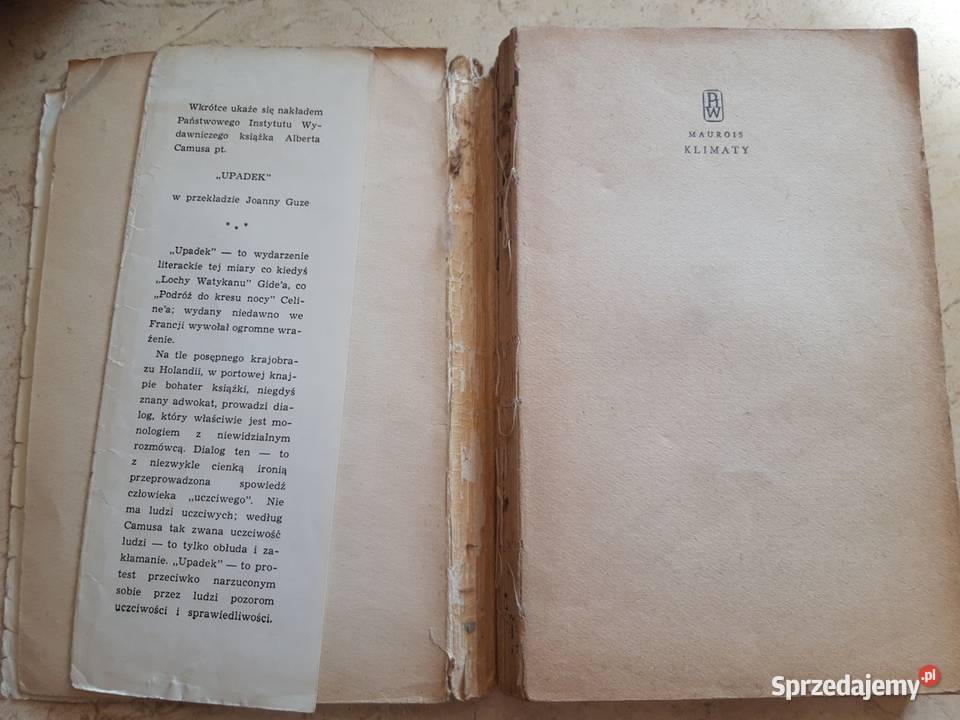 Wkrótce ukaże się nakładem
Państwowego Instytutu Wy-
dawniczego książka Alberta
Camusa pt.
„UPADEK”
w przekładzie Joanny Guze
* * *
„Upadek” — to wydarzenie
literackie tej miary co kiedyś
„Lochy Watykanu” Gide'a, co
„Podróż do kresu nocy” Celi-
ne'a; wydany niedawno we
Francji wywołał ogromne wra-
żenie.
Na tle posępnego krajobra-
zu Holandii, w portowej knaj-
pie bohater książki, niegdyś
znany adwokat, prowadzi dia-
log, który właściwie jest mo-
nologiem z niewidzialnym
rozmówcą. Dialog ten — to
z niezwykle cienką ironią
przeprowadzona spowiedź
człowieka „uczciwego”. Nie
ma ludzi uczciwych; według
Camusa tak zwana uczciwość
ludzi — to tylko obłuda i za-
kłamanie. „Upadek” — to pro-
test przeciwko narzuconym
sobie przez ludzi pozorom
uczciwości i sprawiedliwości.
PIW
MAUROIS
KLIMATY
Sprzedajemy.pl